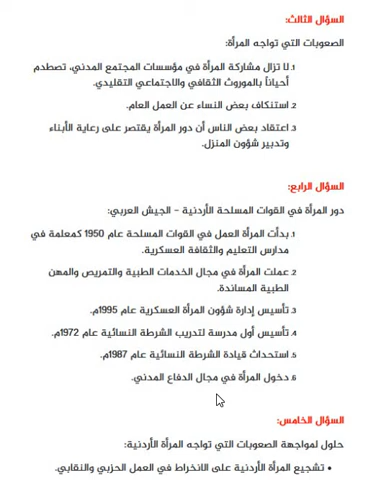 السؤال الثالث:
الصعوبات التي تواجه المرأة:
1. لا تزال مشاركة المرأة في مؤسسات المجتمع المدني، تصطدم
أحياناً بالموروث الثقافي والاجتماعي التقليدي.
2. استنكاف بعض النساء عن العمل العام.
3. اعتقاد بعض الناس أن دور المرأة يقتصر على رعاية الأبناء
وتدبير شؤون المنزل.
السؤال الرابع:
دور المرأة في القوات المسلحة الأردنية - الجيش العربي:
1. بدأت المرأة العمل في القوات المسلحة عام 1950 كمعلمة في
مدارس التعليم والثقافة العسكرية.
2. عملت المرأة في مجال الخدمات الطبية والتمريض والمهن
الطبية المساندة.
3. تأسيس إدارة شؤون المرأة العسكرية عام 1995م.
4. تأسيس أول مدرسة لتدريب الشرطة النسائية عام 1972م.
5. استحداث قيادة الشرطة النسائية عام 1987م.
6. دخول المرأة في مجال الدفاع المدني.
السؤال الخامس:
حلول لمواجهة الصعوبات التي تواجه المرأة الأردنية:
• تشجيع المرأة الأردنية على الانخراط في العمل الحزبي والنقابي.